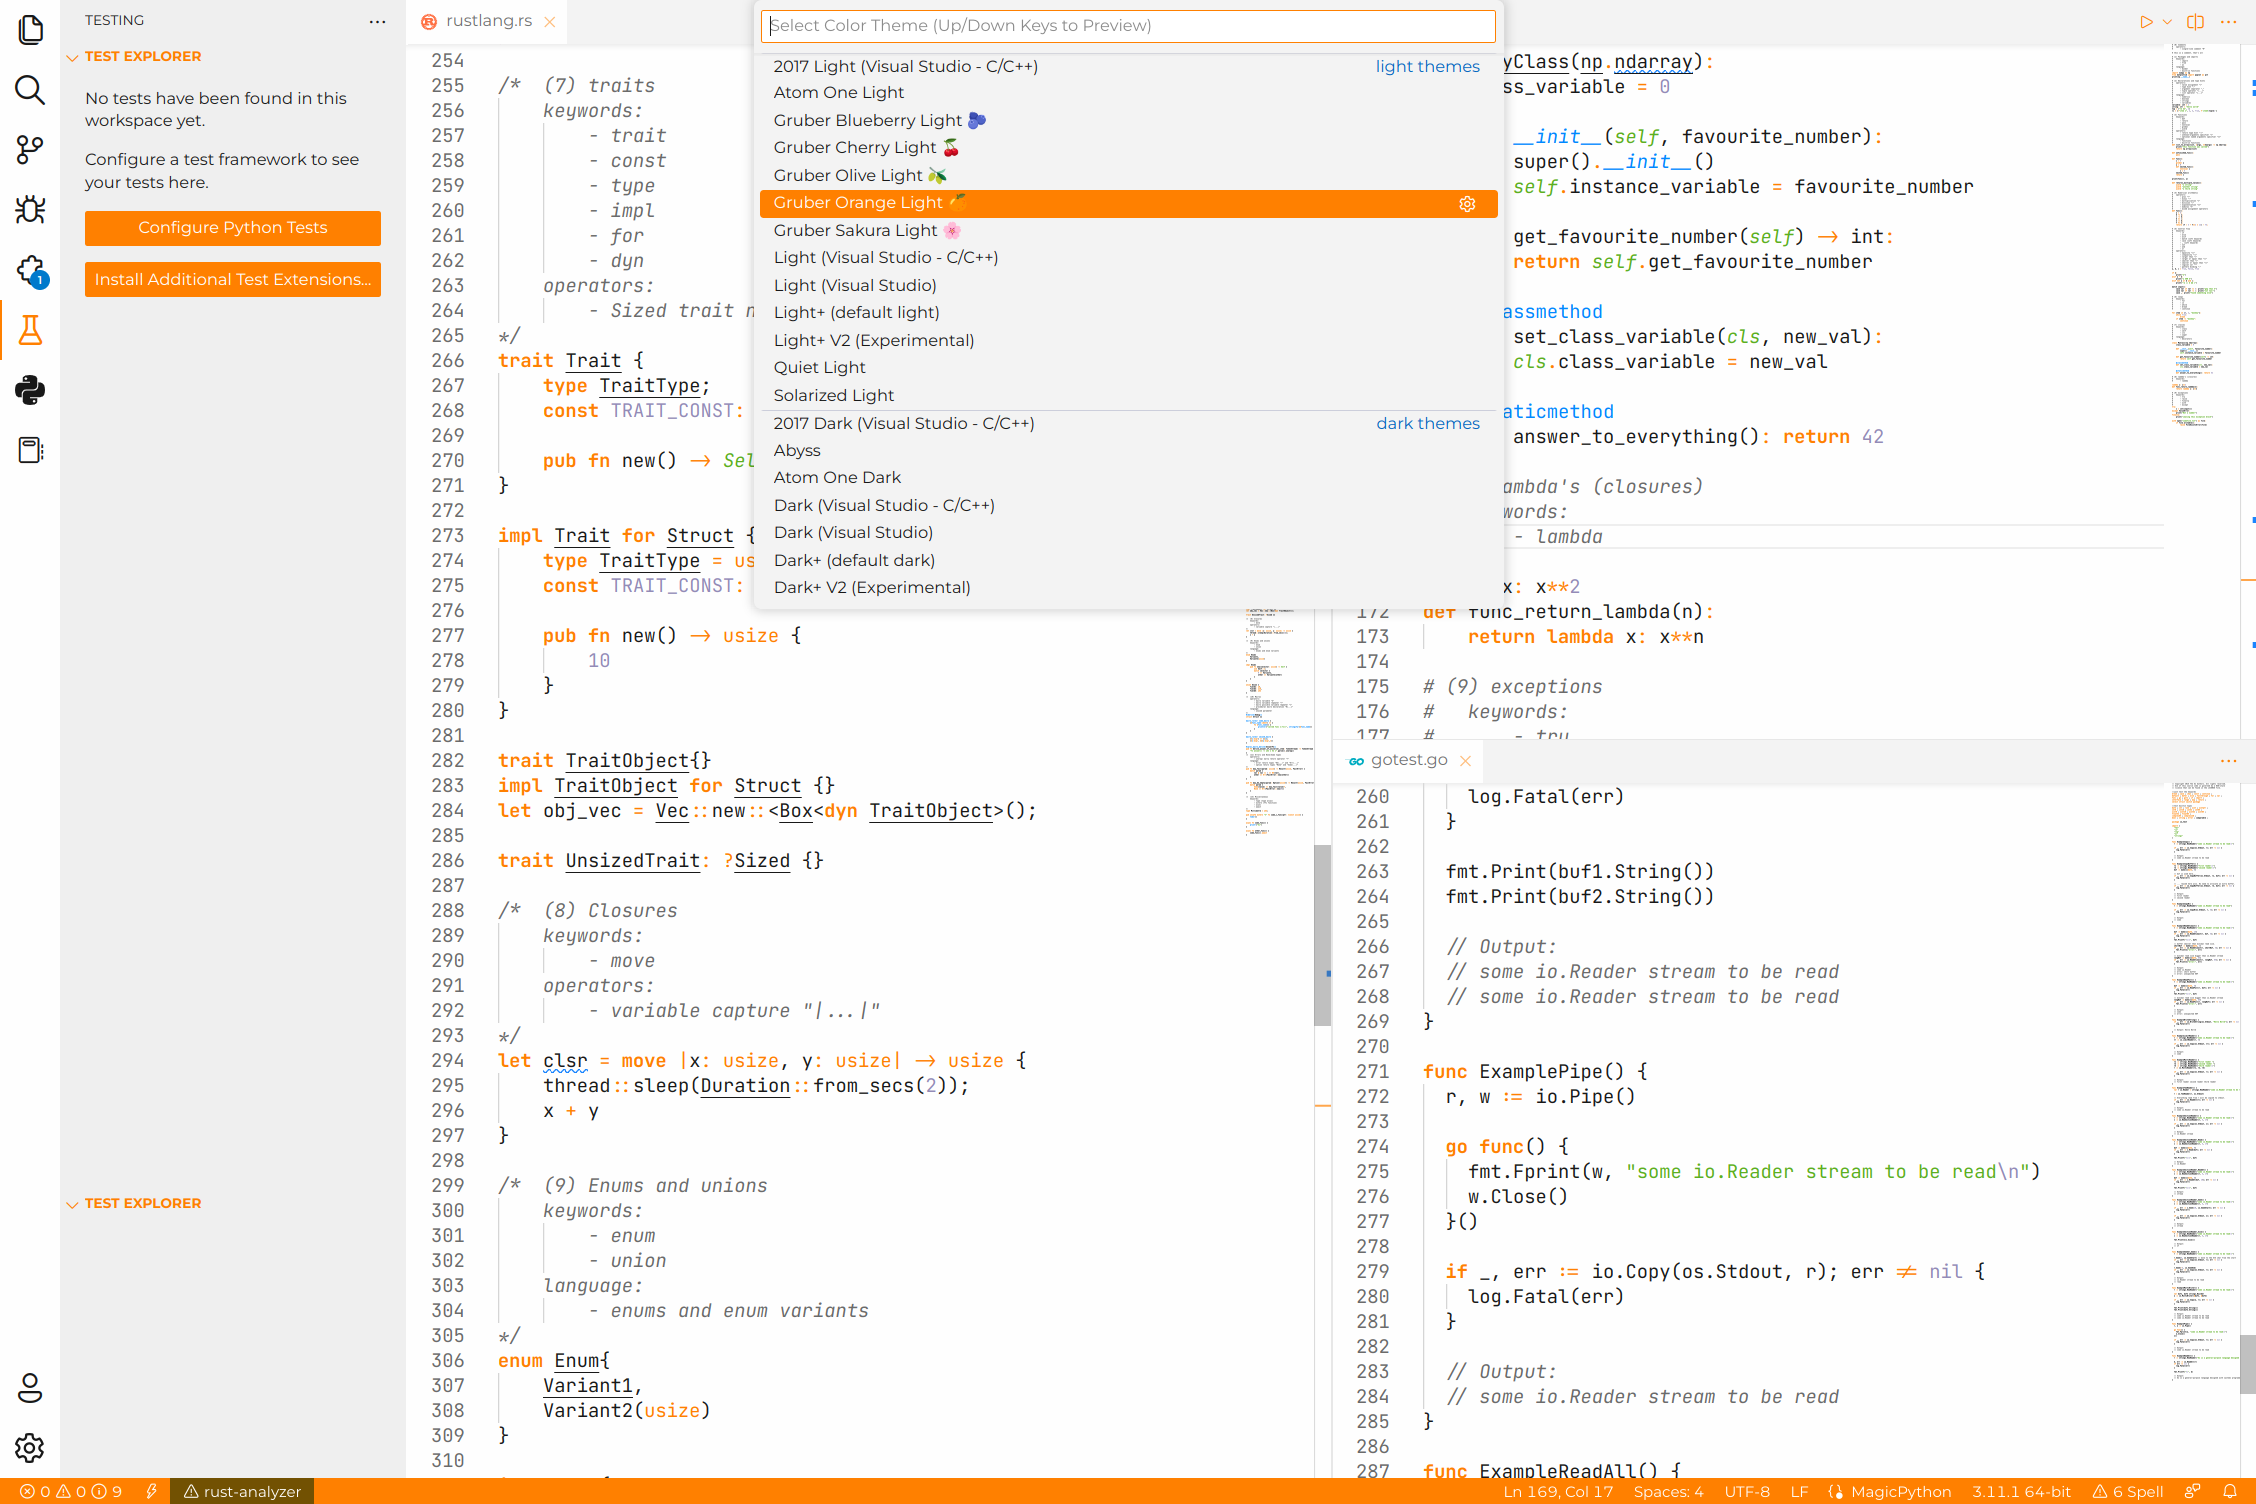 TESTING
TEST EXPLORER
No tests have been found in this
workspace yet.
Configure a test framework to see
your tests here.
Configure Python Tests
Install Additional Test Extensions...
1
TEST EXPLORER
rustlang.rs
254
255 /*  (7) traits
256     keywords:
257         - trait
258         - const
259         - type
260         - impl
261         - for
262         - dyn
263     operators:
264         - Sized trait
265 */
266 trait Trait {
267     type TraitType;
268     const TRAIT_CONST:
269
270     pub fn new() ->
271 }
272
273 impl Trait for Struct {
274     type TraitType =
275     const TRAIT_CONST:
276
277     pub fn new() -> usize {
278         10
279     }
280 }
281
282 trait TraitObject{}
283 impl TraitObject for Struct {}
284 let obj_vec = Vec::new::<Box<dyn TraitObject>();
285
286 trait UnsizedTrait: ?Sized {}
287
288 /*  (8) Closures
289     keywords:
290         - move
291     operators:
292         - variable capture "|...|"
293 */
294 let clsr = move |x: usize, y: usize| -> usize {
295     thread::sleep(Duration::from_secs(2));
296     x + y
297 }
298
299 /*  (9) Enums and unions
300     keywords:
301         - enum
302         - union
303     language:
304         - enums and enum variants
305 */
306 enum Enum{
307     Variant1,
308     Variant2(usize)
309 }
310
Select Color Theme (Up/Down Keys to Preview)
2017 Light (Visual Studio - C/C++) light themes
Atom One Light
Gruber Blueberry Light 🫐
Gruber Cherry Light 🍒
Gruber Olive Light 🫒
Gruber Orange Light 🍊
Gruber Sakura Light 🌸
Light (Visual Studio - C/C++)
Light (Visual Studio)
Light+ (default light)
Light+ V2 (Experimental)
Quiet Light
Solarized Light
2017 Dark (Visual Studio - C/C++) dark themes
Abyss
Atom One Dark
Dark (Visual Studio - C/C++)
Dark (Visual Studio)
Dark+ (default dark)
Dark+ V2 (Experimental)
yClass(np.ndarray):
ss_variable = 0
__init__(self, favourite_number):
super().__init__()
self.instance_variable = favourite_number
get_favourite_number(self) -> int:
return self.get_favourite_number
assmethod
set_class_variable(cls, new_val):
cls.class_variable = new_val
aticmethod
answer_to_everything(): return 42
ambda's (closures)
words:
- lambda
x: x**2
172 def func_return_lambda(n):
173     return lambda x: x**n
174
175 # (9) exceptions
176 #   keywords:
177 #       - try
gotest.go
260     log.Fatal(err)
261   }
262
263   fmt.Print(buf1.String())
264   fmt.Print(buf2.String())
265
266   // Output:
267   // some io.Reader stream to be read
268   // some io.Reader stream to be read
269 }
270
271 func ExamplePipe() {
272   r, w := io.Pipe()
273
274   go func() {
275     fmt.Fprint(w, "some io.Reader stream to be read\n")
276     w.Close()
277   }()
278
279   if _, err := io.Copy(os.Stdout, r); err != nil {
280     log.Fatal(err)
281   }
282
283   // Output:
284   // some io.Reader stream to be read
285 }
286
287 func ExampleReadAll() {
0 0 9 rust-analyzer Ln 169, Col 17 Spaces: 4 UTF-8 LF MagicPython 3.11.1 64-bit 6 Spell